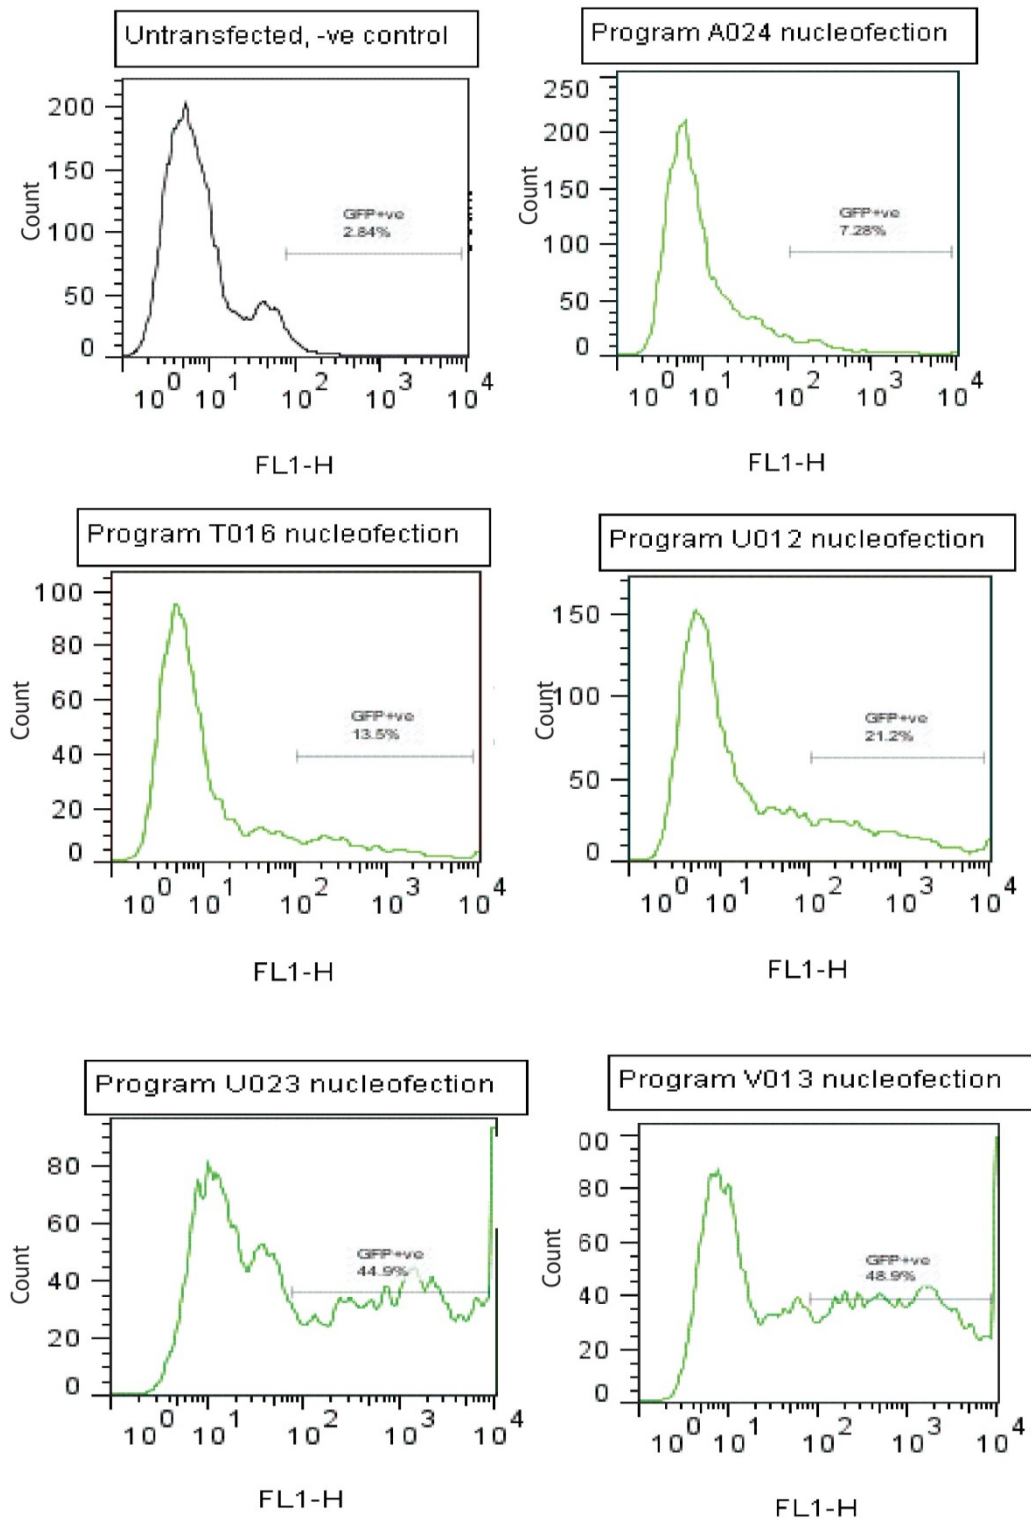 Untransfected, -ve control
200
150
100
50
0
Count
GFP+ve
2.84%
10^0 10^1 10^2 10^3 10^4
FL1-H
Program A024 nucleofection
250
200
150
100
50
0
Count
GFP+ve
7.28%
10^0 10^1 10^2 10^3 10^4
FL1-H
Program T016 nucleofection
100
80
60
40
20
0
Count
GFP+ve
13.5%
10^0 10^1 10^2 10^3 10^4
FL1-H
Program U012 nucleofection
150
100
50
0
Count
GFP+ve
21.2%
10^0 10^1 10^2 10^3 10^4
FL1-H
Program U023 nucleofection
80
60
40
20
0
Count
GFP+ve
44.9%
10^0 10^1 10^2 10^3 10^4
FL1-H
Program V013 nucleofection
00
80
60
40
20
0
Count
GFP+ve
48.9%
10^0 10^1 10^2 10^3 10^4
FL1-H